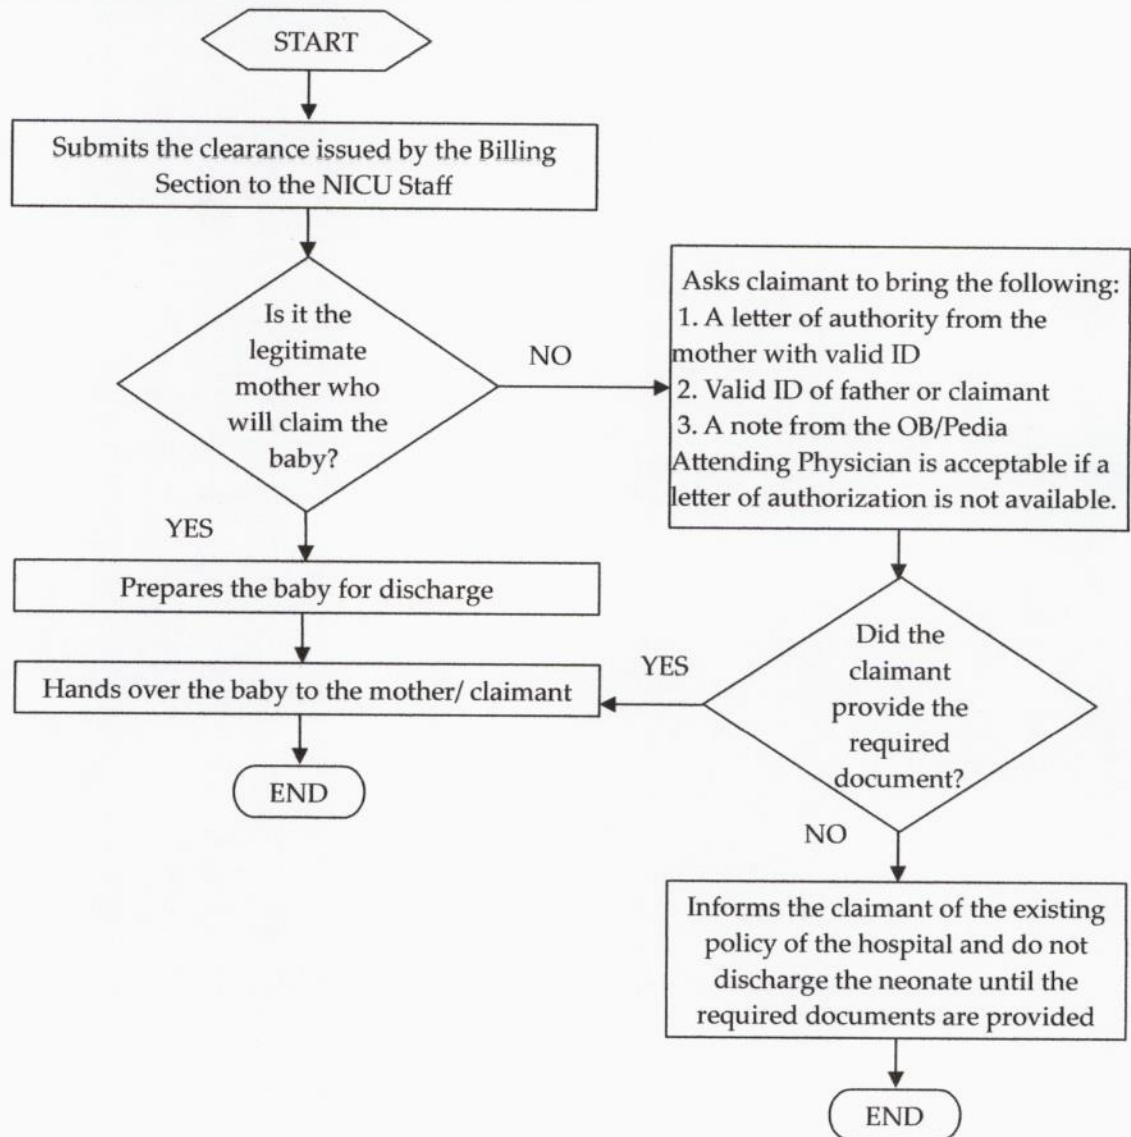 START
Submits the clearance issued by the Billing
Section to the NICU Staff
Is it the
legitimate
mother who
will claim the
baby?
NO
Asks claimant to bring the following:
1. A letter of authority from the
mother with valid ID
2. Valid ID of father or claimant
3. A note from the OB/Pedia
Attending Physician is acceptable if a
letter of authorization is not available.
YES
Prepares the baby for discharge
Hands over the baby to the mother/ claimant
END
Did the
claimant
provide the
required
document?
YES
NO
Informs the claimant of the existing
policy of the hospital and do not
discharge the neonate until the
required documents are provided
END